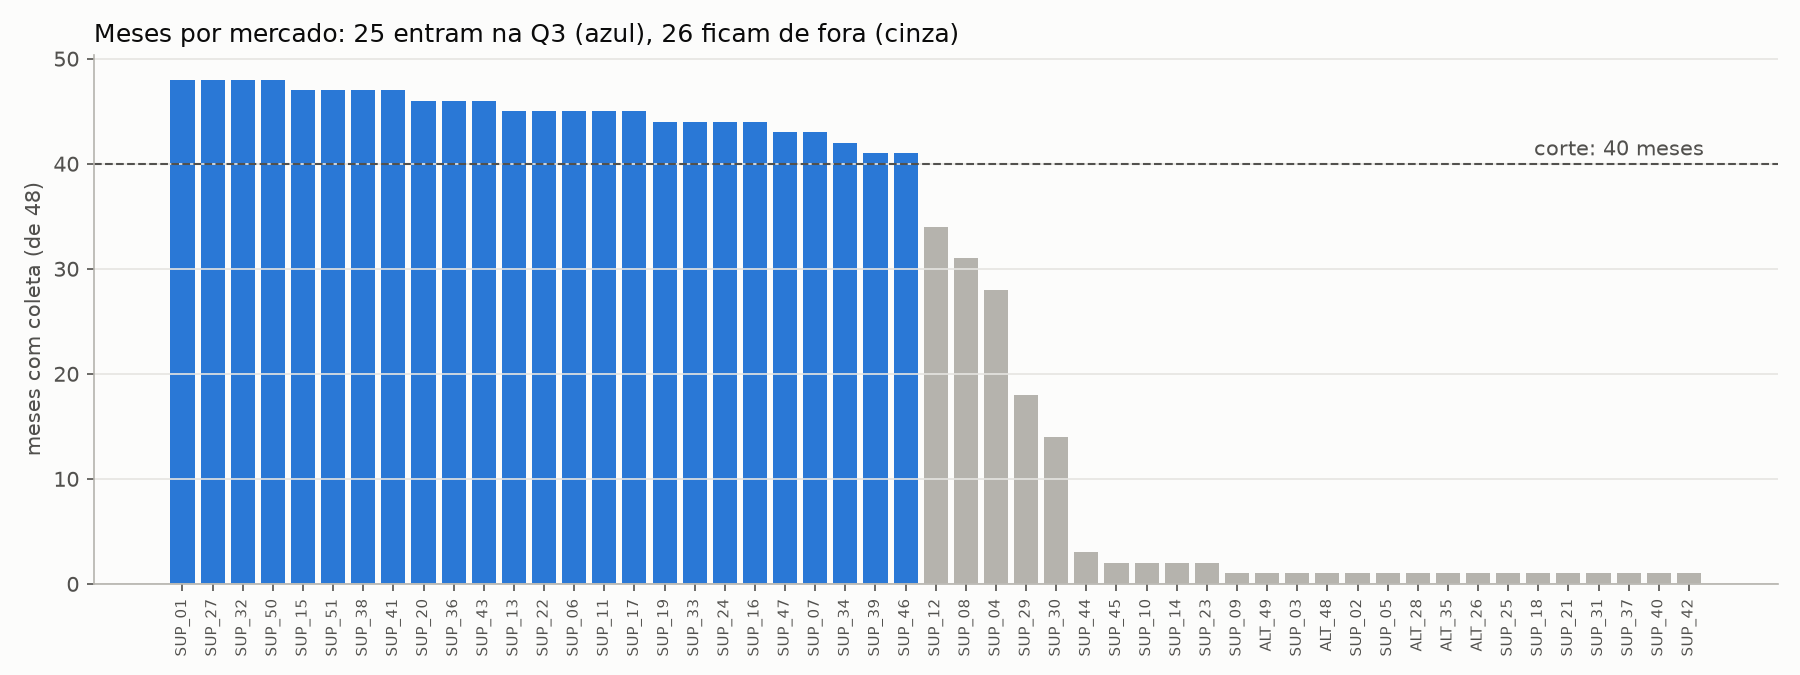 Meses por mercado: 25 entram na Q3 (azul), 26 ficam de fora (cinza)
50
40
30
20
10
0
meses com coleta (de 48)
corte: 40 meses
SUP_01
SUP_27
SUP_32
SUP_50
SUP_15
SUP_51
SUP_38
SUP_41
SUP_20
SUP_36
SUP_43
SUP_13
SUP_22
SUP_06
SUP_11
SUP_17
SUP_19
SUP_33
SUP_24
SUP_16
SUP_47
SUP_07
SUP_34
SUP_39
SUP_46
SUP_12
SUP_08
SUP_04
SUP_29
SUP_30
SUP_44
SUP_45
SUP_10
SUP_14
SUP_23
SUP_09
ALT_49
SUP_03
ALT_48
SUP_02
SUP_05
ALT_28
ALT_35
ALT_26
SUP_25
SUP_18
SUP_21
SUP_31
SUP_37
SUP_40
SUP_42